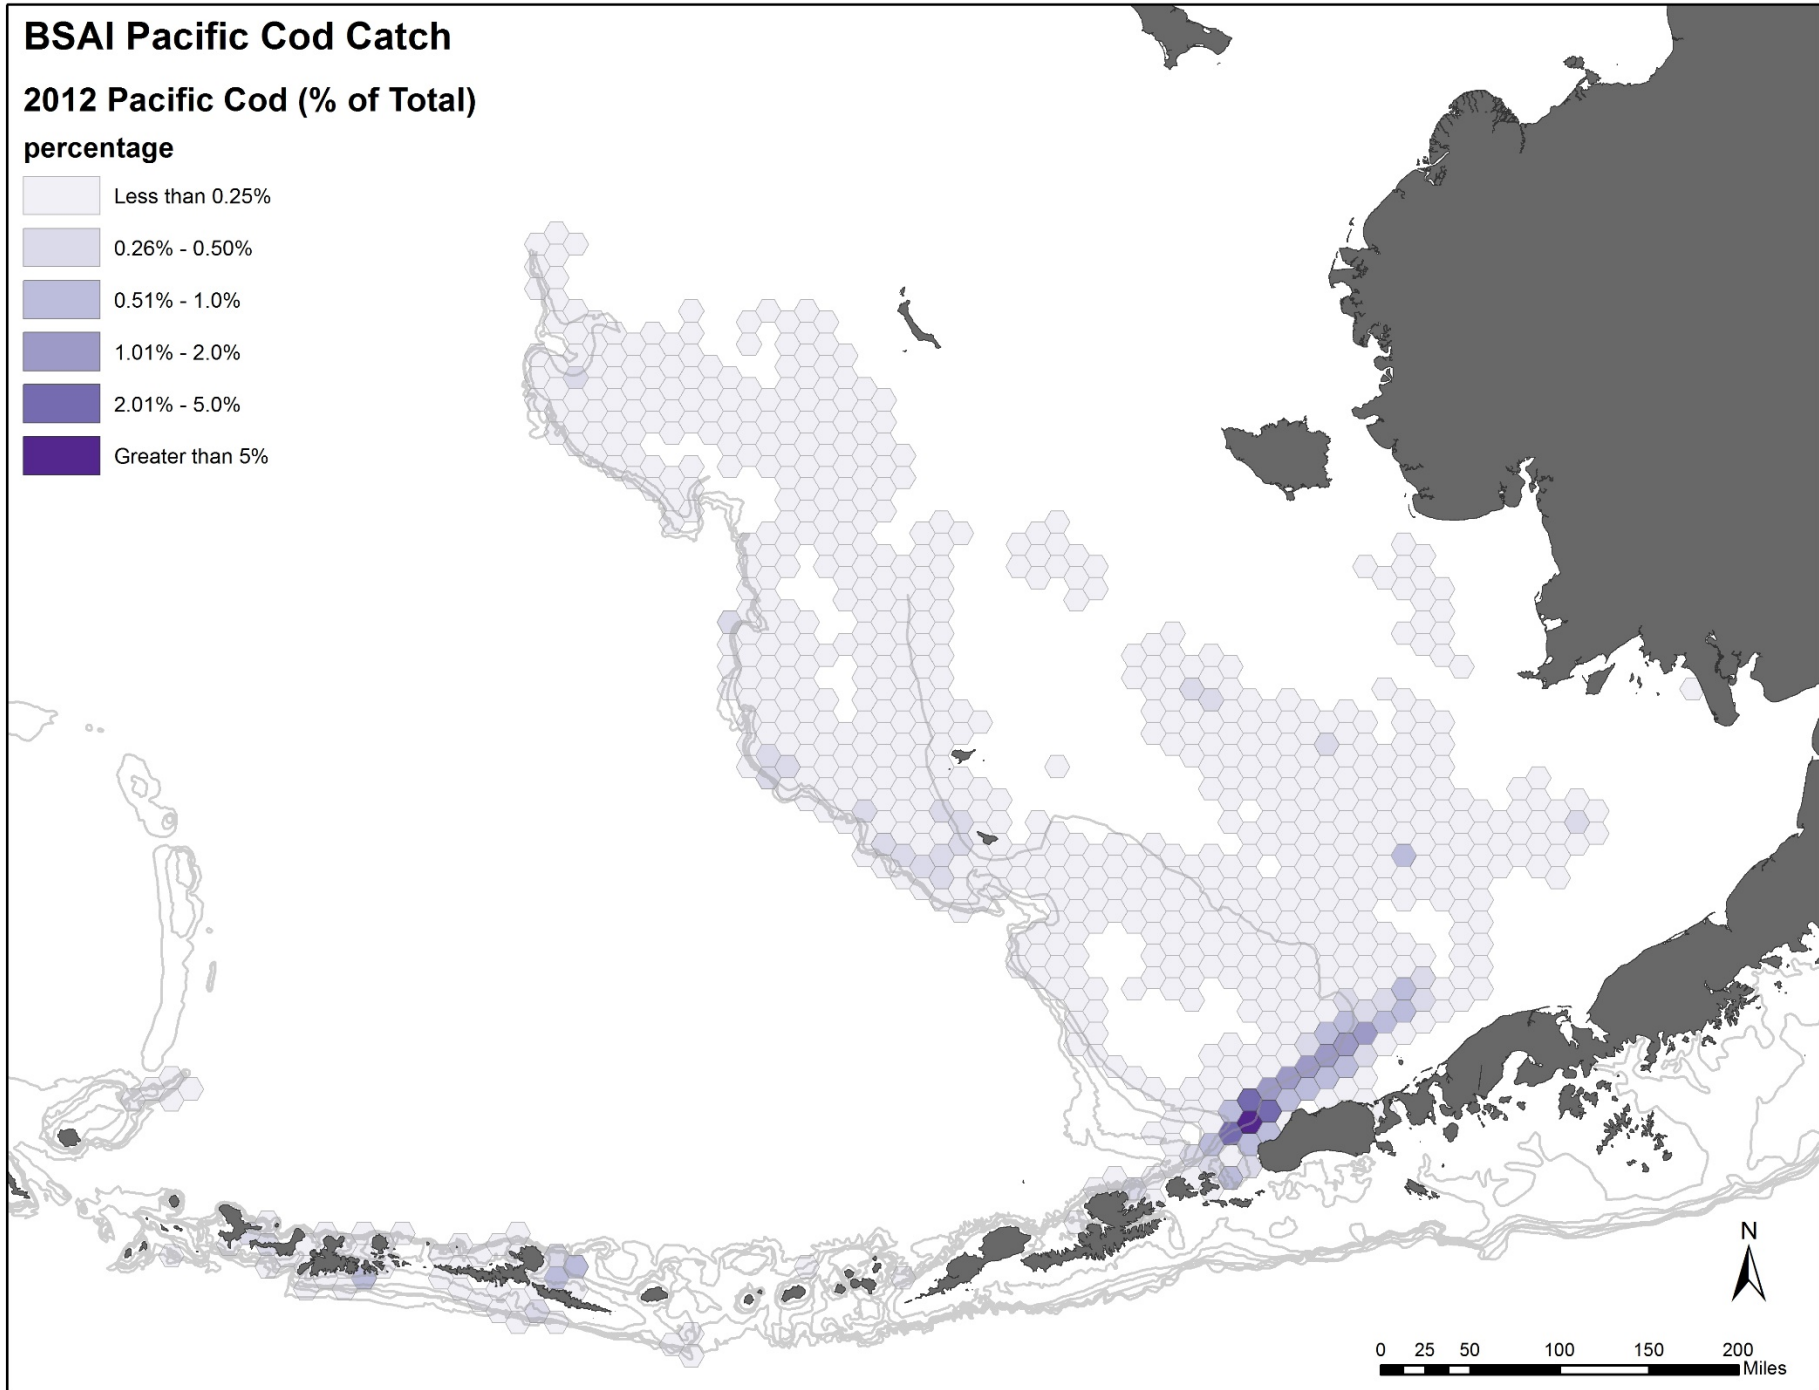 BSAI Pacific Cod Catch
2012 Pacific Cod (% of Total)
percentage
Less than 0.25%
0.26% - 0.50%
0.51% - 1.0%
1.01% - 2.0%
2.01% - 5.0%
Greater than 5%
N
0 25 50 100 150 200
Miles